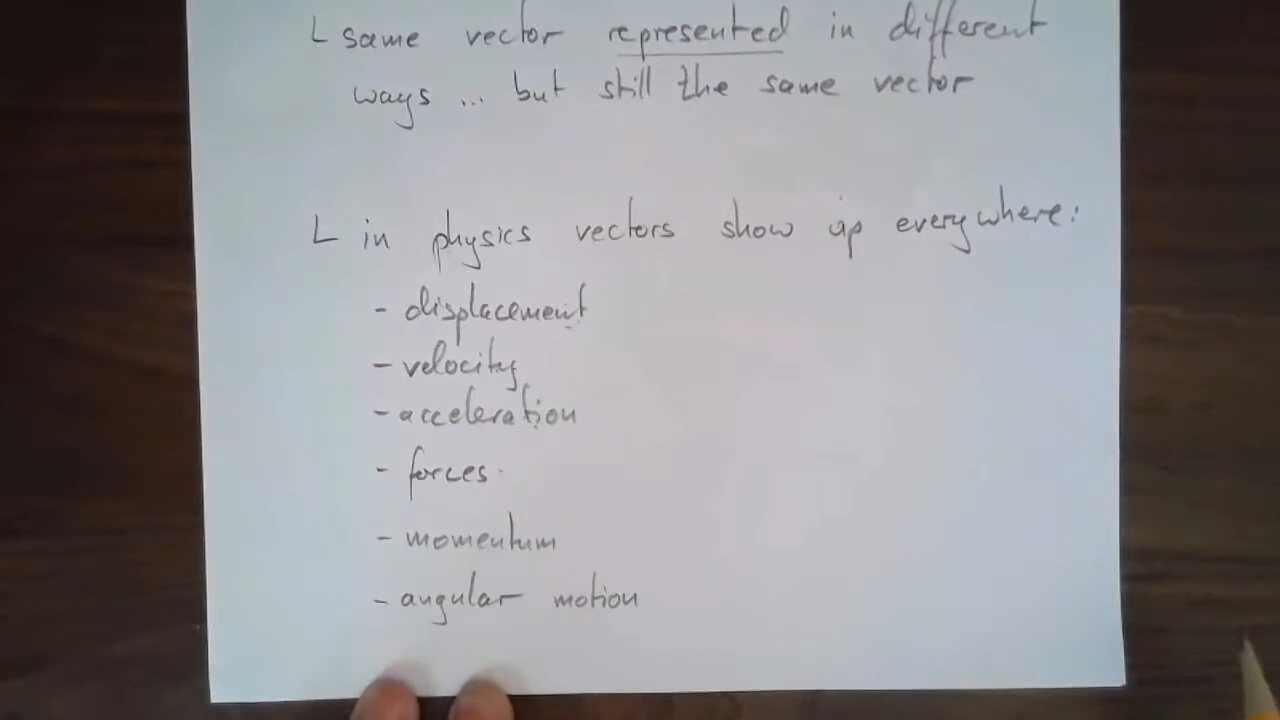 L same vector represented in different
ways ... but still the same vector
L in physics vectors show up everywhere:
- displacement
- velocity
- acceleration
- forces
- momentum
- angular motion